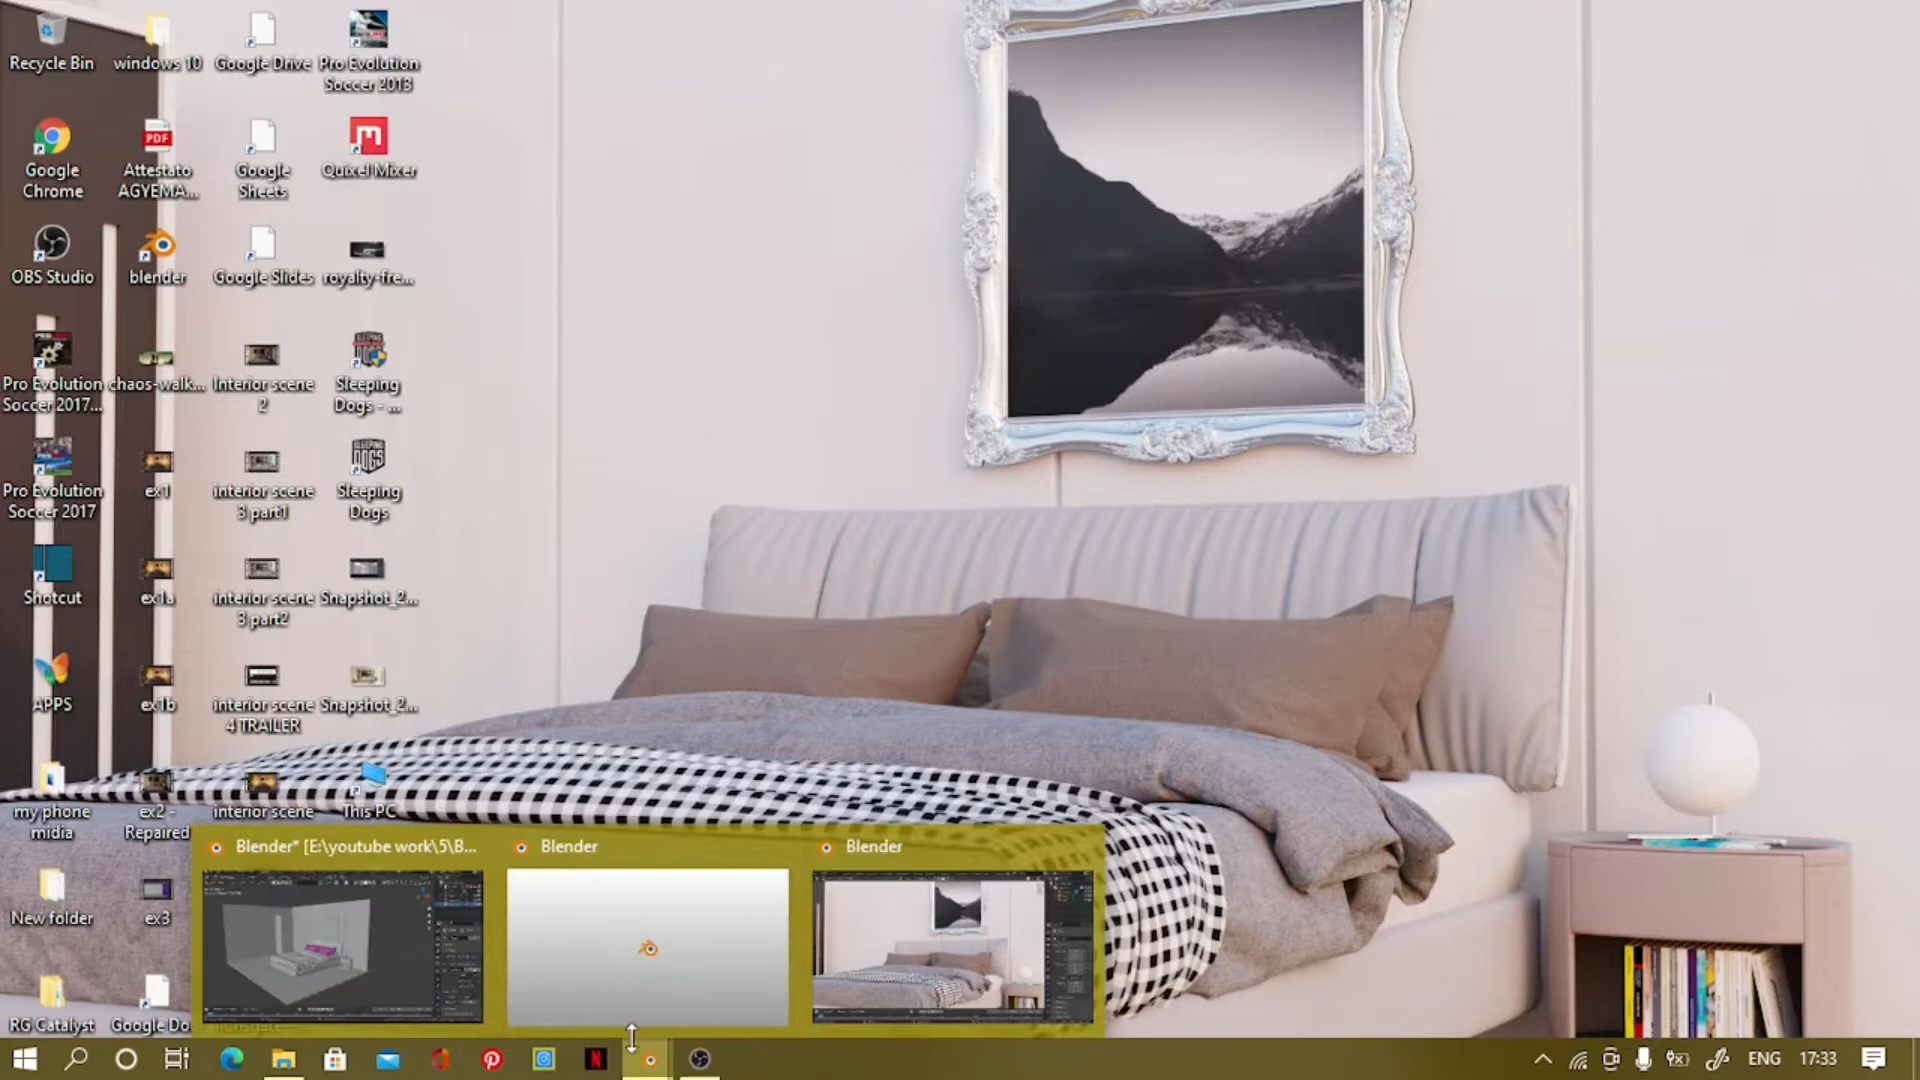 Recycle Bin
windows 10
Google Drive
Pro Evolution
Soccer 2013
Google
Chrome
PDF
Attestato
AGYEMA...
Google
Sheets
Quixel Mixer
OBS Studio
blender
Google Slides
royalty-fre...
Pro Evolution
Soccer 2017...
chaos-walk...
Interior scene
2
Sleeping
Dogs - ...
Pro Evolution
Soccer 2017
ex1
interior scene
3 part1
SLEEPING
DOGS
Sleeping
Dogs
Shotcut
ex1a
interior scene
3 part2
Snapshot_2...
APPS
ex1b
interior scene
4 TRAILER
Snapshot_2...
my phone
midia
ex2 -
Repaired
interior scene
This PC
New folder
ex3
RG Catalyst
Google Do
Blender* [E:\youtube work\5\B...
Blender
Blender
ENG
17:33